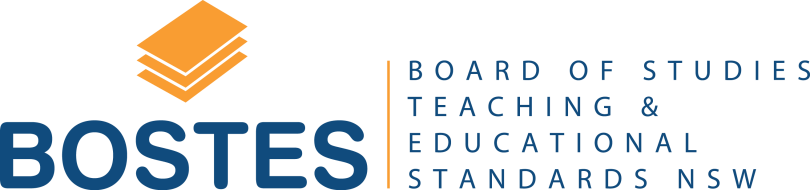 BOSTES
BOARD OF STUDIES
TEACHING &
EDUCATIONAL
STANDARDS NSW